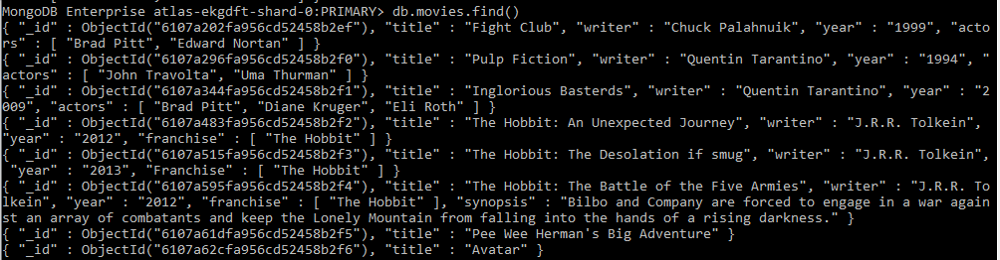 MongoDB Enterprise atlas-ekgdft-shard-0:PRIMARY> db.movies.find()
{ "_id" : ObjectId("6107a202fa956cd52458b2ef"), "title" : "Fight Club", "writer" : "Chuck Palahnuik", "year" : "1999", "acto
rs" : [ "Brad Pitt", "Edward Nortan" ] }
{ "_id" : ObjectId("6107a296fa956cd52458b2f0"), "title" : "Pulp Fiction", "writer" : "Quentin Tarantino", "year" : "1994", "
actors" : [ "John Travolta", "Uma Thurman" ] }
{ "_id" : ObjectId("6107a344fa956cd52458b2f1"), "title" : "Inglorious Basterds", "writer" : "Quentin Tarantino", "year" : "2
009", "actors" : [ "Brad Pitt", "Diane Kruger", "Eli Roth" ] }
{ "_id" : ObjectId("6107a483fa956cd52458b2f2"), "title" : "The Hobbit: An Unexpected Journey", "writer" : "J.R.R. Tolkein",
"year" : "2012", "franchise" : [ "The Hobbit" ] }
{ "_id" : ObjectId("6107a515fa956cd52458b2f3"), "title" : "The Hobbit: The Desolation if smug", "writer" : "J.R.R. Tolkein",
"year" : "2013", "Franchise" : [ "The Hobbit" ] }
{ "_id" : ObjectId("6107a595fa956cd52458b2f4"), "title" : "The Hobbit: The Battle of the Five Armies", "writer" : "J.R.R. To
lkein", "year" : "2012", "franchise" : [ "The Hobbit" ], "synopsis" : "Bilbo and Company are forced to engage in a war again
st an array of combatants and keep the Lonely Mountain from falling into the hands of a rising darkness." }
{ "_id" : ObjectId("6107a61dfa956cd52458b2f5"), "title" : "Pee Wee Herman's Big Adventure" }
{ "_id" : ObjectId("6107a62cfa956cd52458b2f6"), "title" : "Avatar" }